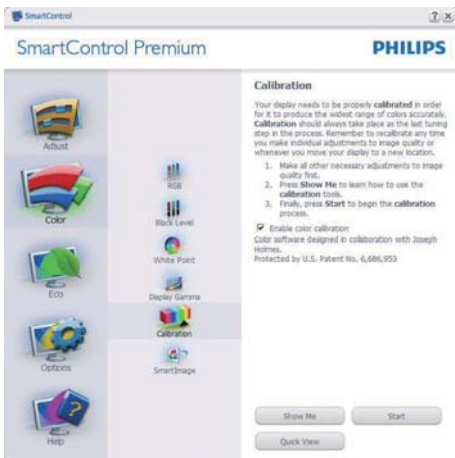 SmartControl
SmartControl Premium
PHILIPS
Adjust
Color
Eco
Options
Help
RGB
Black Level
White Point
Display Gamma
Calibration
SmartImage
Calibration
Your display needs to be properly calibrated in order
for it to produce the widest range of colors accurately.
Calibration should always take place as the last tuning
step in the process. Remember to recalibrate any time
you make individual adjustments to image quality or
whenever you move your display to a new location.
1. Make all other necessary adjustments to image
quality first.
2. Press Show Me to learn how to use the
calibration tools.
3. Finally, press Start to begin the calibration
process.
Enable color calibration
Color software designed in collaboration with Joseph
Holmes.
Protected by U.S. Patent No. 6,686,953
Show Me
Start
Quick View